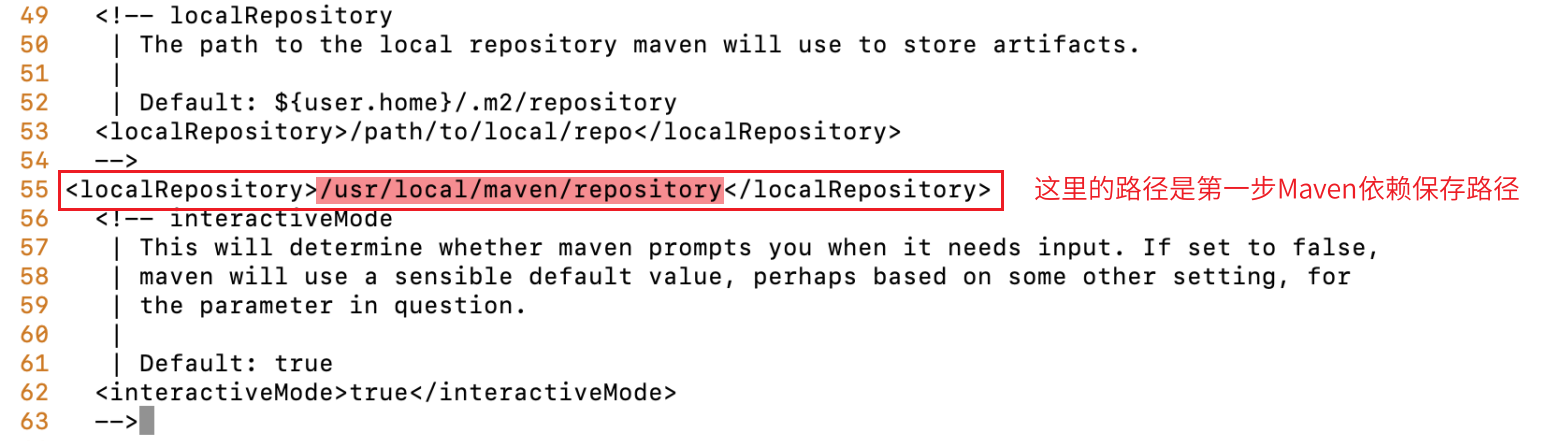 49   <!-- localRepository
50    | The path to the local repository maven will use to store artifacts.
51    |
52    | Default: ${user.home}/.m2/repository
53   <localRepository>/path/to/local/repo</localRepository>
54   -->
55 <localRepository>/usr/local/maven/repository</localRepository> 这里的路径是第一步Maven依赖保存路径
56   <!-- interactiveMode
57    | This will determine whether maven prompts you when it needs input. If set to false,
58    | maven will use a sensible default value, perhaps based on some other setting, for
59    | the parameter in question.
60    |
61    | Default: true
62   <interactiveMode>true</interactiveMode>
63   -->